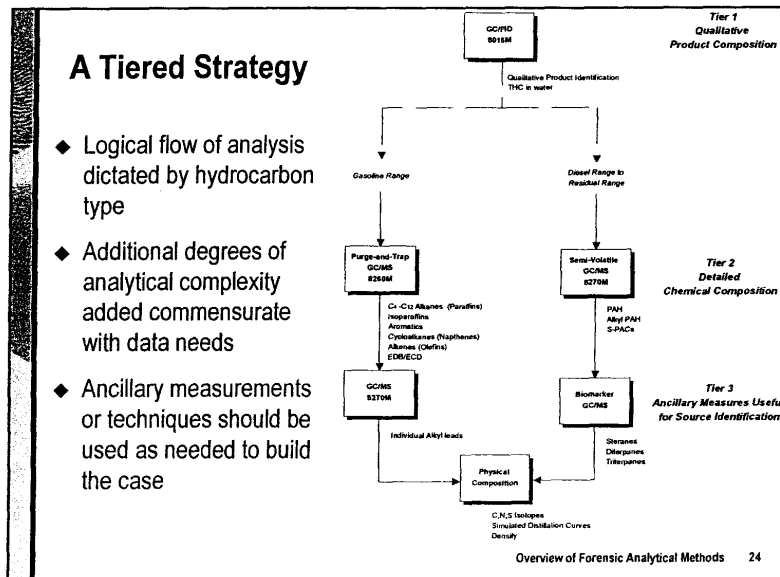 A Tiered Strategy
◆ Logical flow of analysis
dictated by hydrocarbon
type
◆ Additional degrees of
analytical complexity
added commensurate
with data needs
◆ Ancillary measurements
or techniques should be
used as needed to build
the case
GC/FID
8015M
Tier 1
Qualitative
Product Composition
Qualitative Product Identification
THC in water
Gasoline Range
Diesel Range to
Residual Range
Purge-and-Trap
GC/MS
8260M
Semi-Volatile
GC/MS
8270M
Tier 2
Detailed
Chemical Composition
C4-C12 Alkanes (Paraffins)
Isoparaffins
Aromatics
Cycloalkanes (Napthenes)
Alkenes (Olefins)
EDB/ECD
PAH
Alkyl PAH
S-PACs
GC/MS
8270M
Biomarker
GC/MS
Tier 3
Ancillary Measures Usefu
for Source Identification
Individual Alkyl leads
Steranes
Diterpanes
Triterpanes
Physical
Composition
C,N,S Isotopes
Simulated Distillation Curves
Density
Overview of Forensic Analytical Methods 24